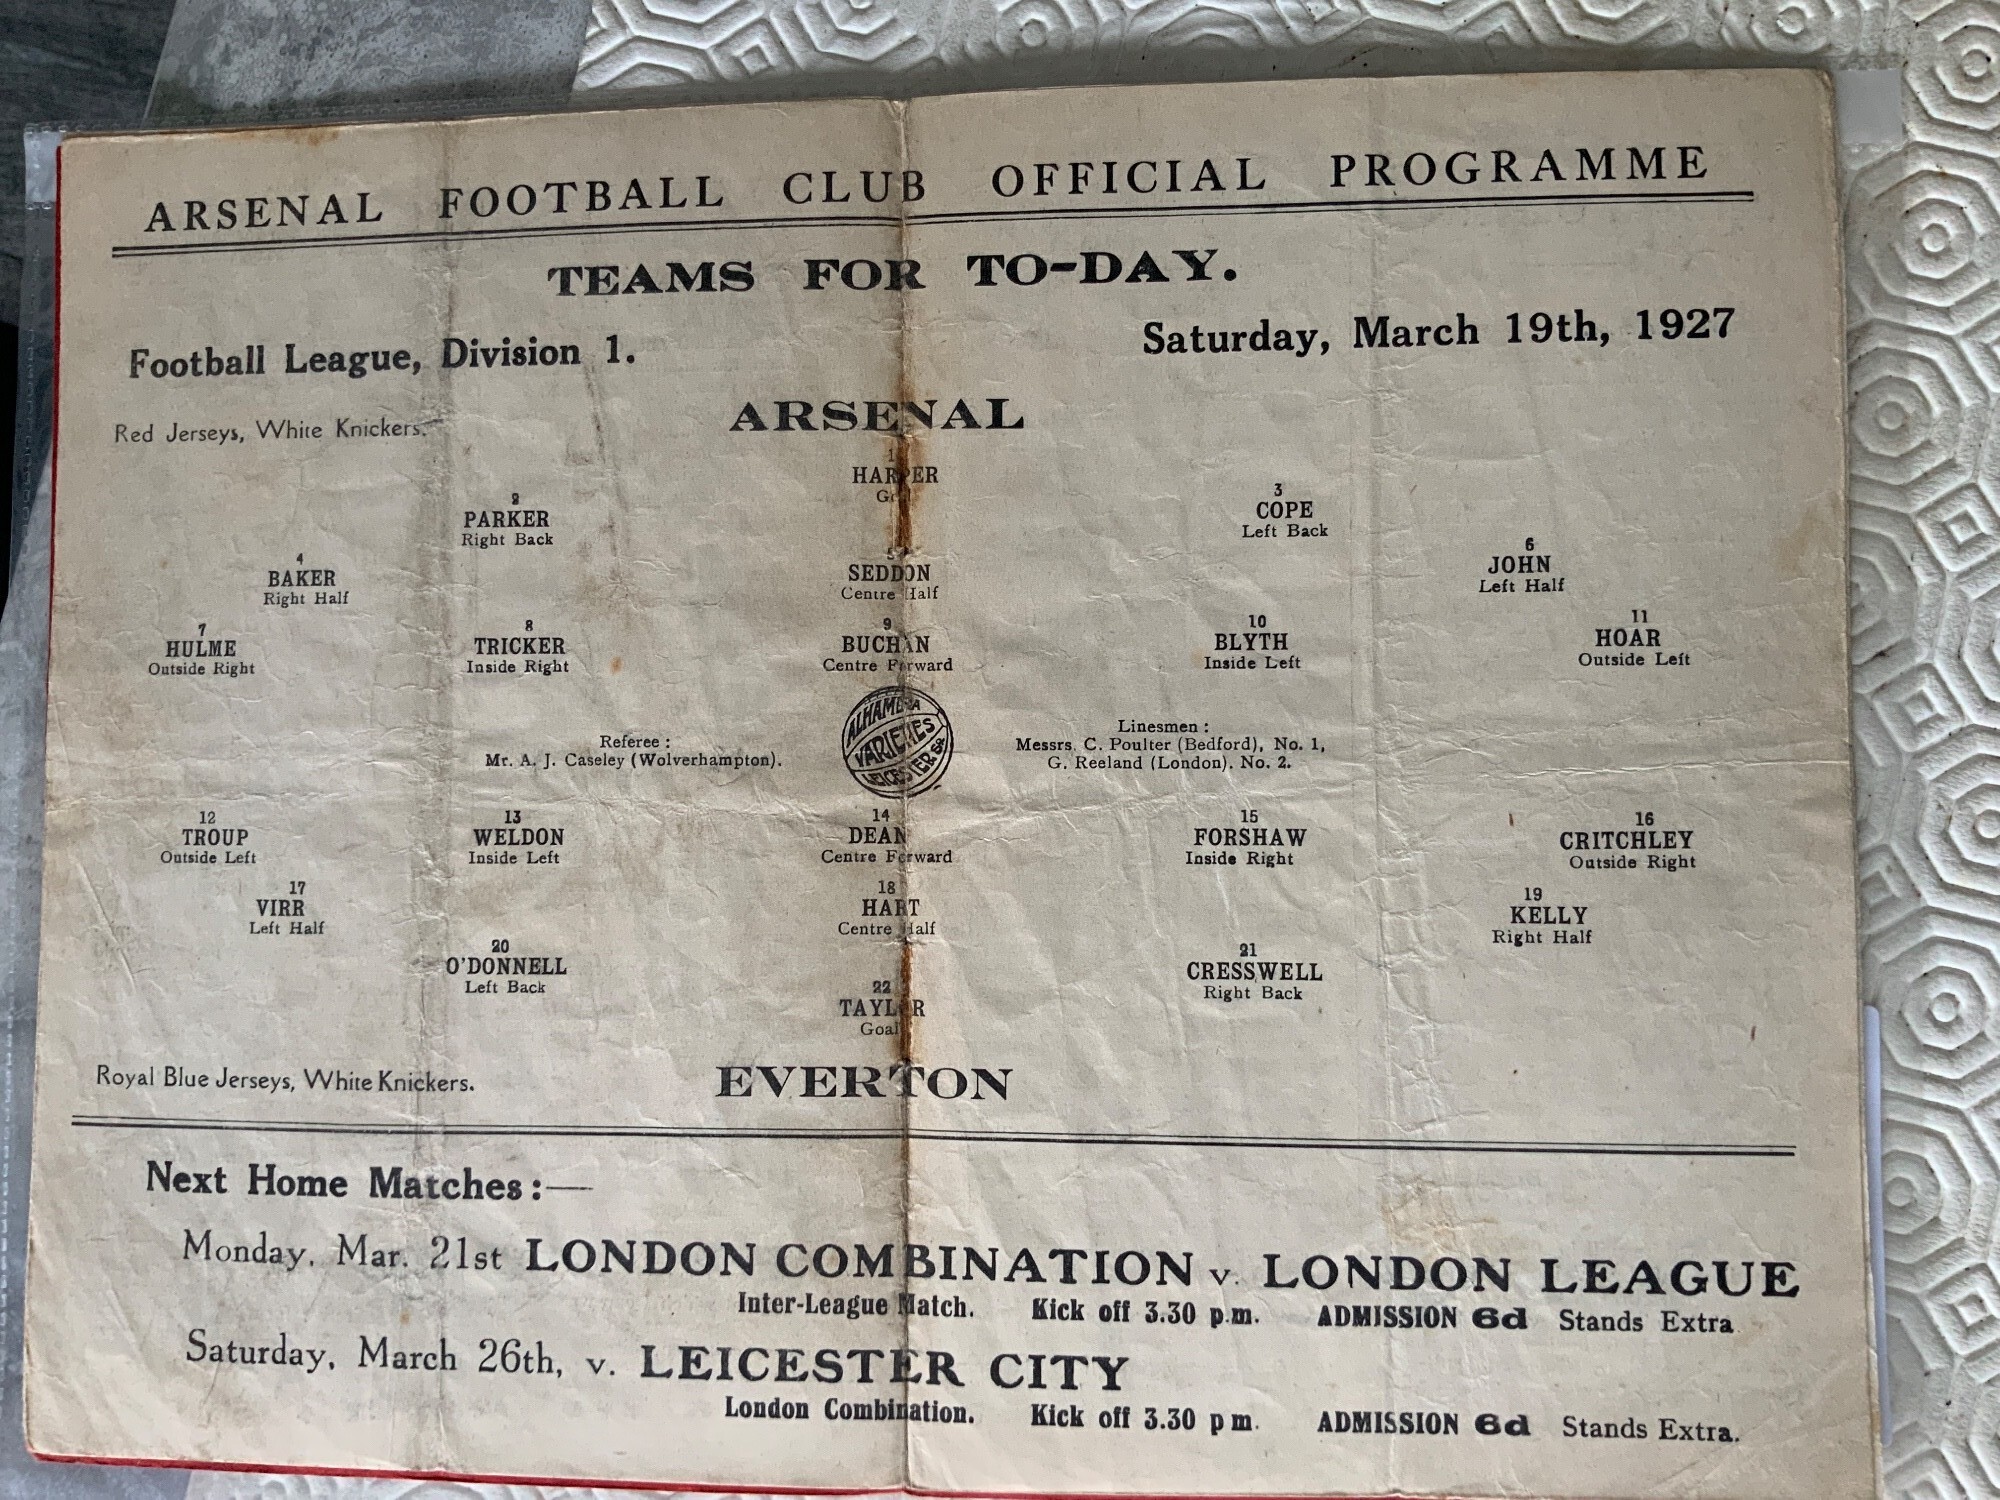 ARSENAL FOOTBALL CLUB OFFICIAL PROGRAMME
TEAMS FOR TO-DAY.
Football League, Division 1.
Saturday, March 19th, 1927
ARSENAL
Red Jerseys, White Knickers.
1
HARPER
Goal
2
PARKER
Right Back
3
COPE
Left Back
4
BAKER
Right Half
5
SEDDON
Centre Half
6
JOHN
Left Half
7
HULME
Outside Right
8
TRICKER
Inside Right
9
BUCHAN
Centre Forward
10
BLYTH
Inside Left
11
HOAR
Outside Left
Referee :
Mr. A. J. Caseley (Wolverhampton).
ALHAMBRA
VARIETIES
LEICESTER SQ.
Linesmen :
Messrs. C. Poulter (Bedford), No. 1,
G. Reeland (London). No. 2.
12
TROUP
Outside Left
13
WELDON
Inside Left
14
DEAN
Centre Forward
15
FORSHAW
Inside Right
16
CRITCHLEY
Outside Right
17
VIRR
Left Half
18
HART
Centre Half
19
KELLY
Right Half
20
O'DONNELL
Left Back
21
CRESSWELL
Right Back
22
TAYLOR
Goal
Royal Blue Jerseys, White Knickers.
EVERTON
Next Home Matches :—
Monday, Mar. 21st LONDON COMBINATION v. LONDON LEAGUE
Inter-League Match. Kick off 3.30 p.m. ADMISSION 6d Stands Extra
Saturday, March 26th, v. LEICESTER CITY
London Combination. Kick off 3.30 p m. ADMISSION 6d Stands Extra.